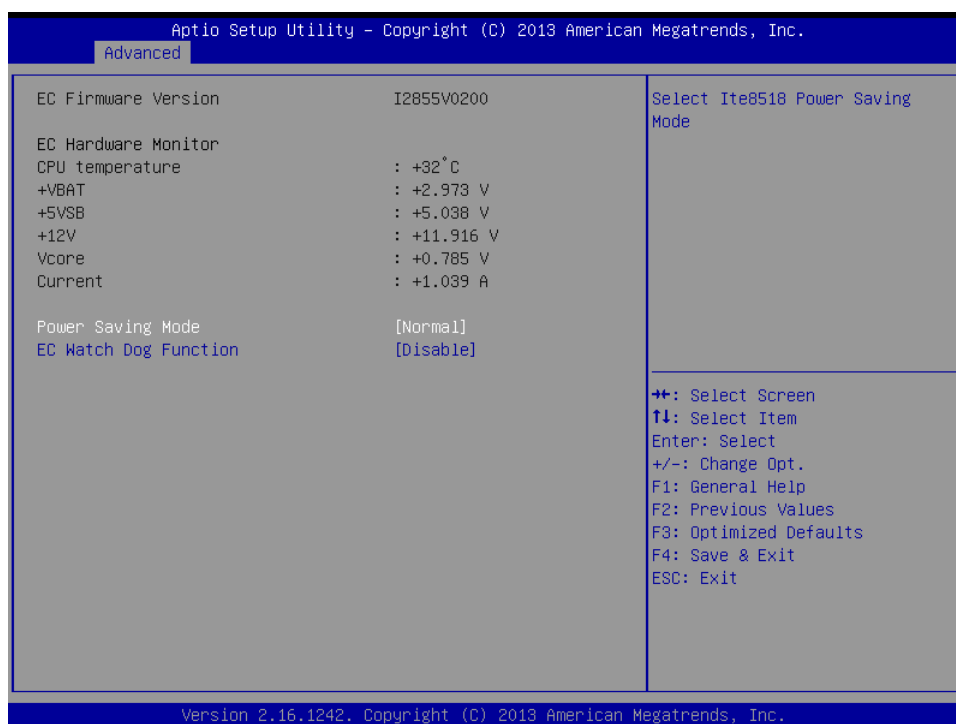 Aptio Setup Utility – Copyright (C) 2013 American Megatrends, Inc.
Advanced
EC Firmware Version I2855V0200
EC Hardware Monitor
CPU temperature : +32°C
+VBAT : +2.973 V
+5VSB : +5.038 V
+12V : +11.916 V
Vcore : +0.785 V
Current : +1.039 A
Power Saving Mode [Normal]
EC Watch Dog Function [Disable]
Select Ite8518 Power Saving
Mode
→←: Select Screen
↑↓: Select Item
Enter: Select
+/-: Change Opt.
F1: General Help
F2: Previous Values
F3: Optimized Defaults
F4: Save & Exit
ESC: Exit
Version 2.16.1242. Copyright (C) 2013 American Megatrends, Inc.